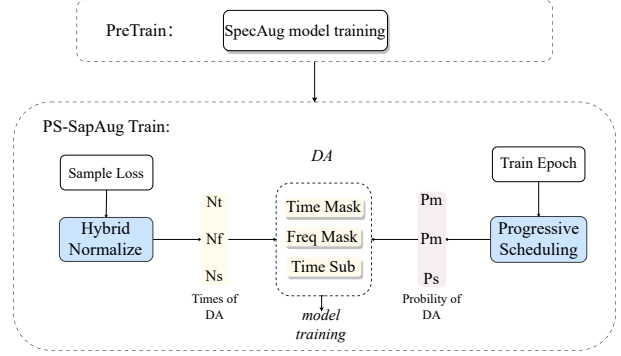 PreTrain:
SpecAug model training
PS-SapAug Train:
DA
Sample Loss
Train Epoch
Hybrid
Normalize
Nt
Nf
Ns
Times of
DA
Time Mask
Freq Mask
Time Sub
model
training
Pm
Pm
Ps
Probility of
DA
Progressive
Scheduling